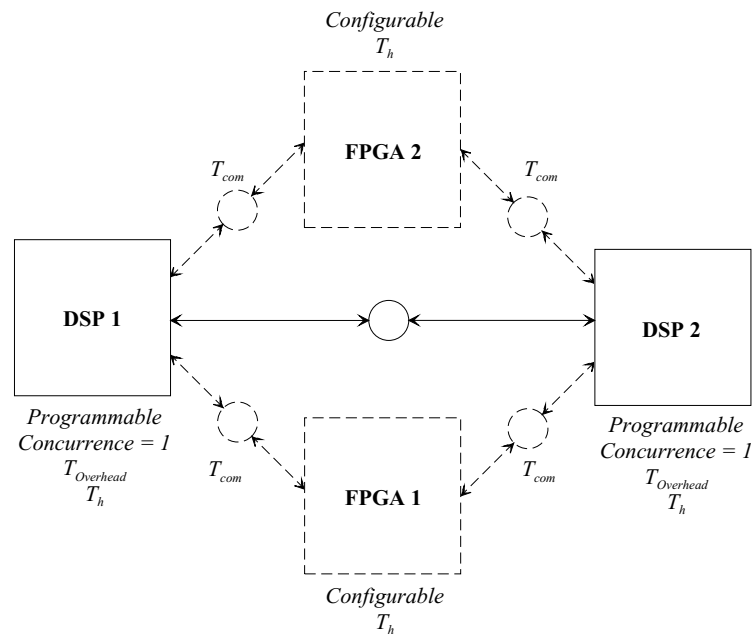 Configurable
T_h
FPGA 2
T_com
T_com
DSP 1
DSP 2
Programmable
Concurrence = 1
T_Overhead
T_h
T_com
FPGA 1
T_com
Programmable
Concurrence = 1
T_Overhead
T_h
Configurable
T_h